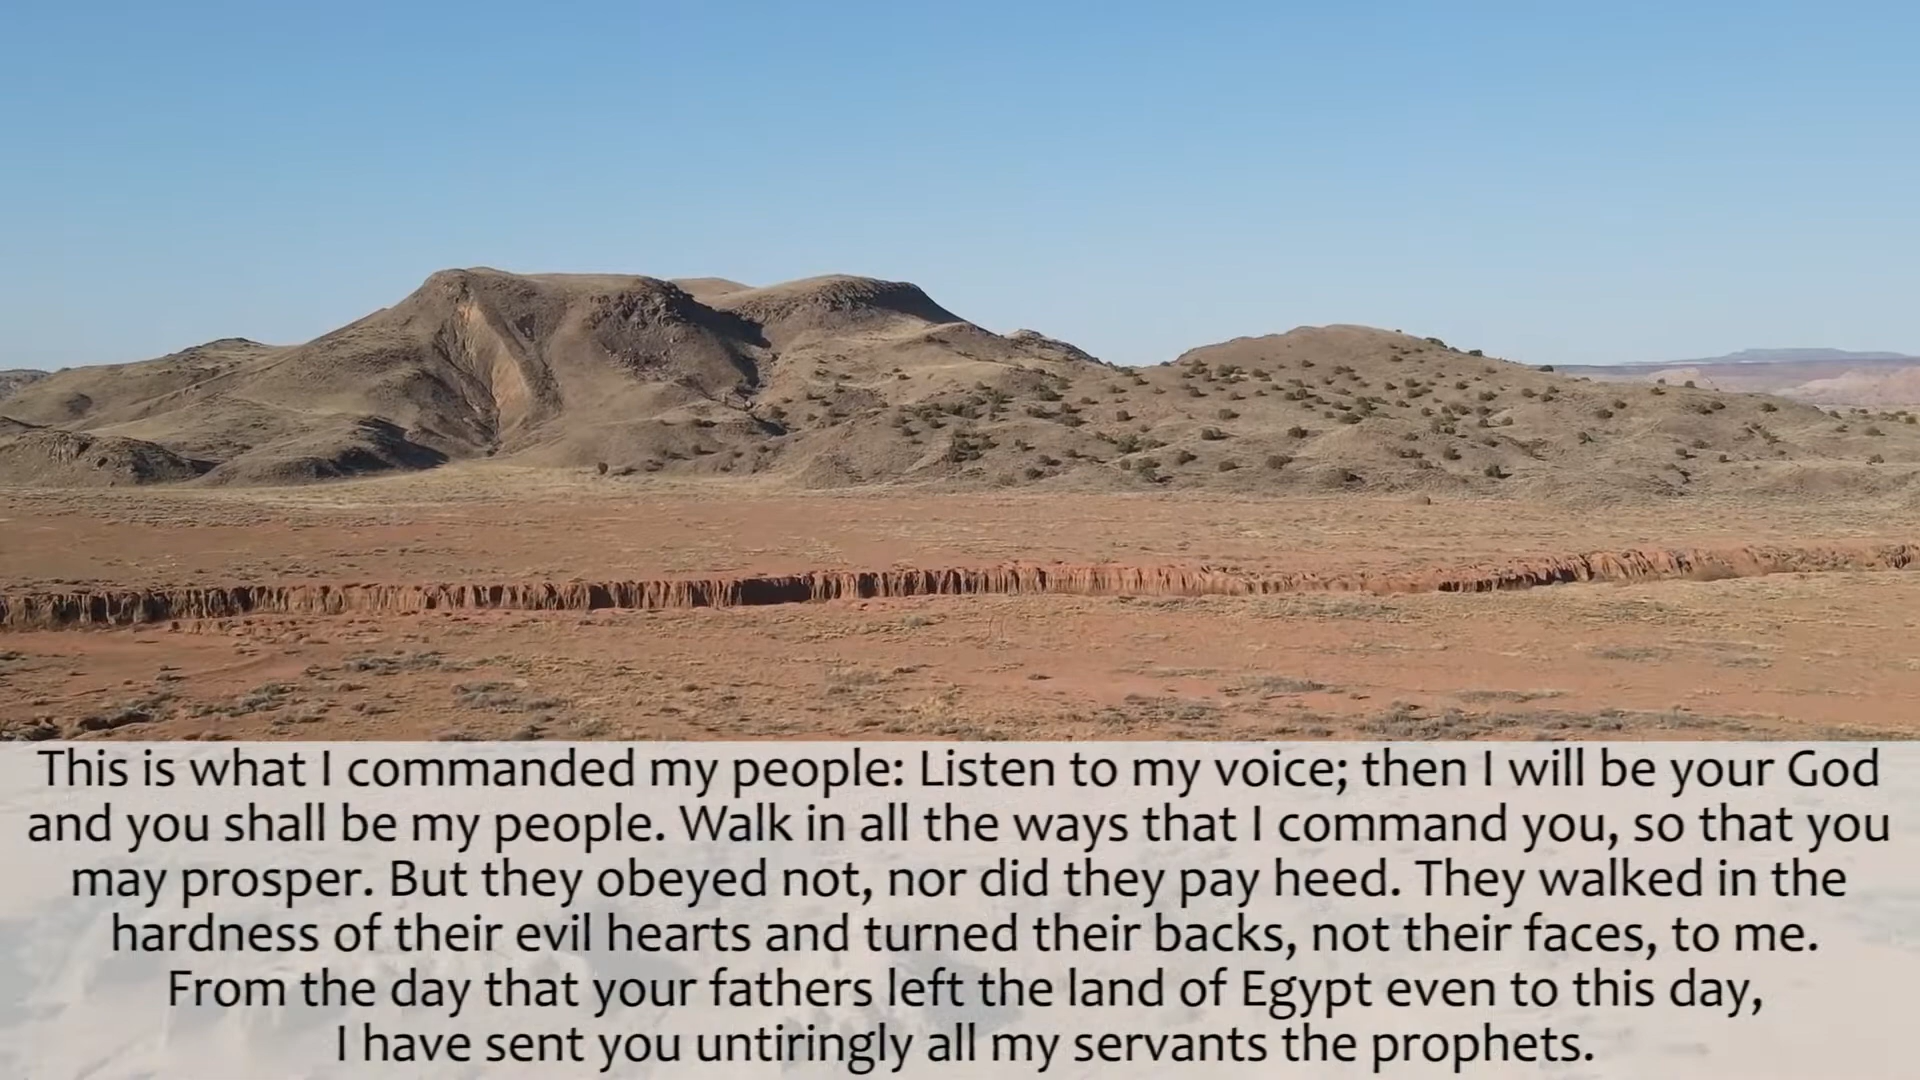 This is what I commanded my people: Listen to my voice; then I will be your God
and you shall be my people. Walk in all the ways that I command you, so that you
may prosper. But they obeyed not, nor did they pay heed. They walked in the
hardness of their evil hearts and turned their backs, not their faces, to me.
From the day that your fathers left the land of Egypt even to this day,
I have sent you untiringly all my servants the prophets.